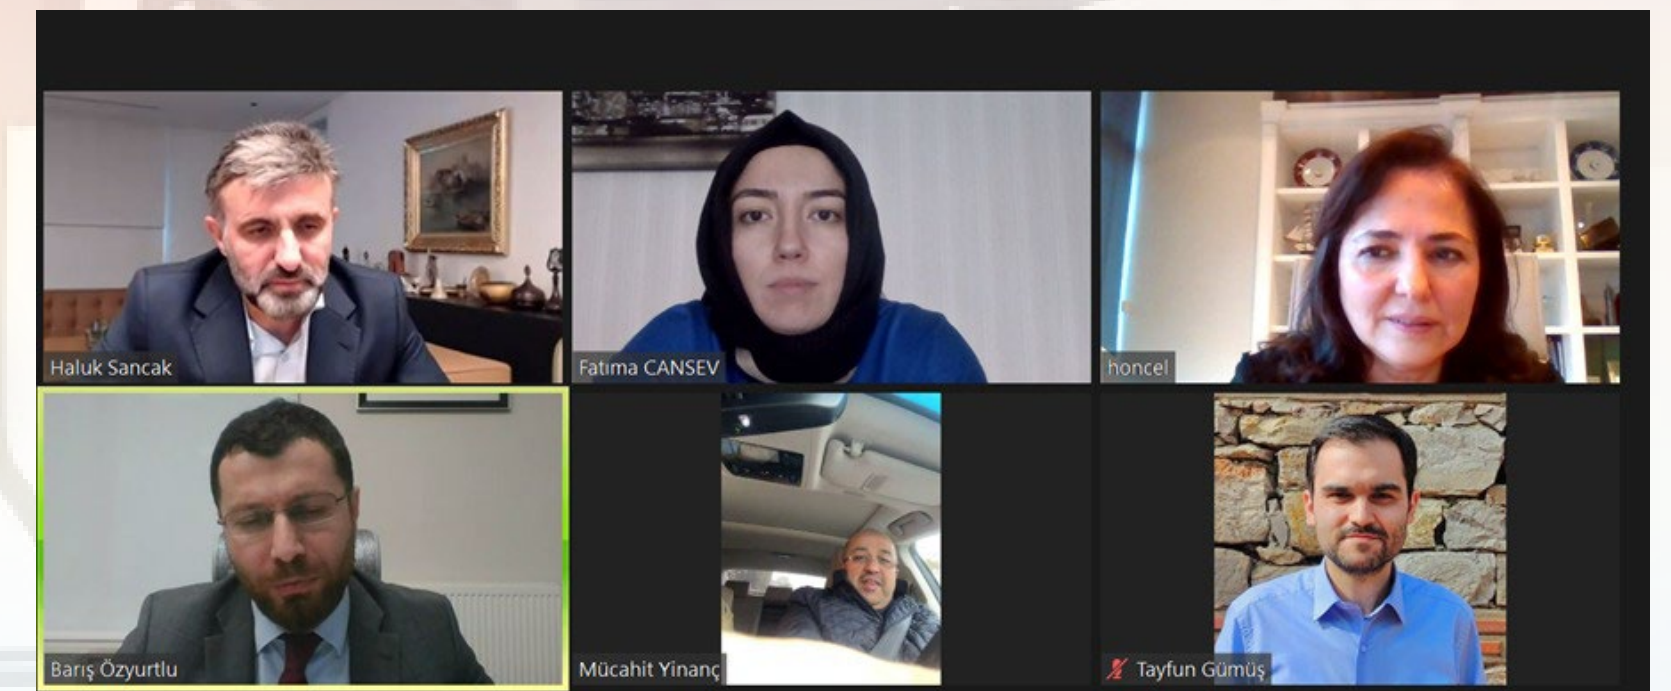 Haluk Sancak
Fatıma CANSEV
honcel
Barış Özyurtlu
Mücahit Yinanç
Tayfun Gümüş